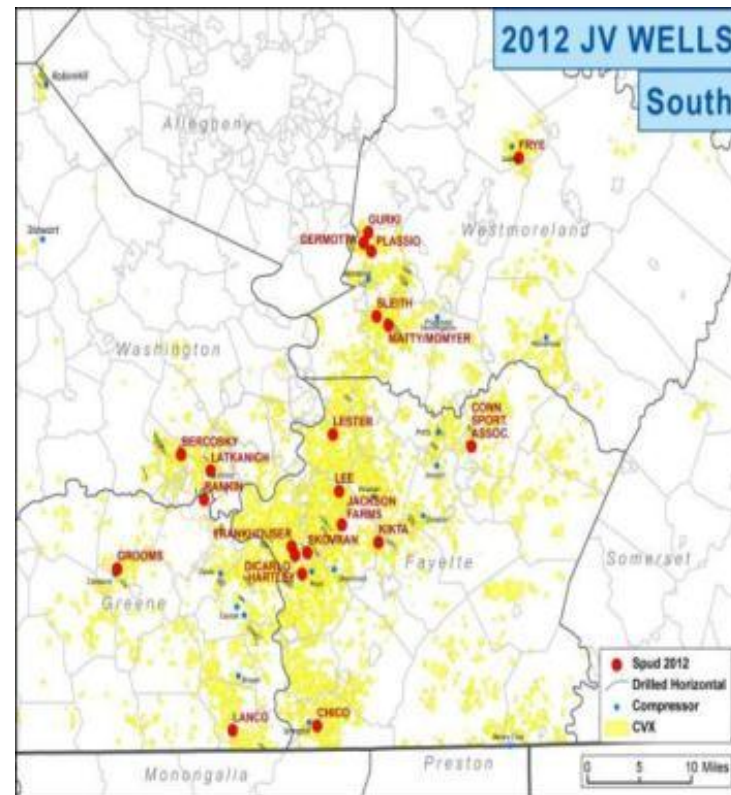 2012 JV WELLS
South
Allegheny
FRYE
Westmoreland
GURKI
DERMOTTA
PLASSIO
SLEITH
MATTY/MOMYER
Washington
CONN
SPORT
ASSOC.
LESTER
BERCOSKY
LATKANICH
RANKIN
LEE
JACKSON
FARMS
KIKTA
FRANKHOUSER
SKOVRAN
DICARLO
HARTLEY
GROOMS
Fayette
Somerset
Greene
LANCO
CHICO
Monongalia
Preston
Spud 2012
Drilled Horizontal
Compressor
CVX
0 5 10 Miles